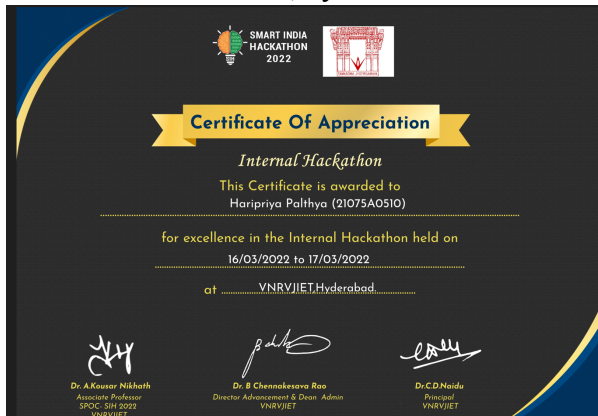 SMART INDIA
HACKATHON
2022
SIH
Certificate Of Appreciation
Internal Hackathon
This Certificate is awarded to
Haripriya Palthya (21075A0510)
for excellence in the Internal Hackathon held on
16/03/2022 to 17/03/2022
at VNRVJIET,Hyderabad.
Dr. A.Kousar Nikhath
Associate Professor
SPOC- SIH 2022
VNRVJIET
Dr. B Chennakesava Rao
Director Advancement & Dean Admin
VNRVJIET
Dr.C.D.Naidu
Principal
VNRVJIET